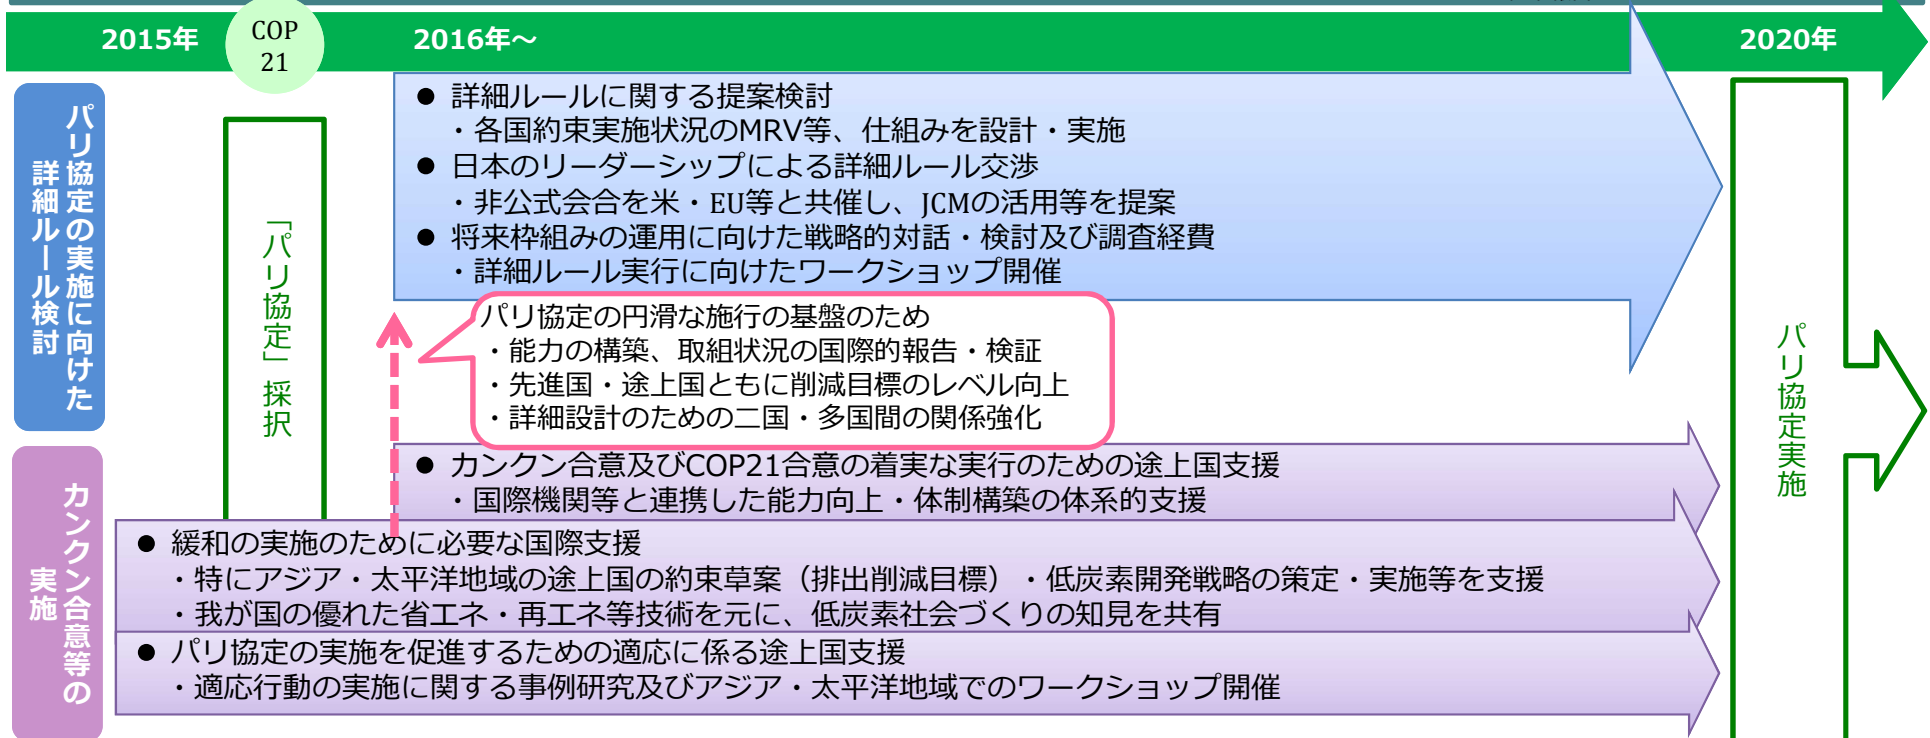 2015年
COP
21
2016年～
2020年
パリ協定の実施に向けた
詳細ルール検討
「パリ協定」採択
● 詳細ルールに関する提案検討
・各国約束実施状況のMRV等、仕組みを設計・実施
● 日本のリーダーシップによる詳細ルール交渉
・非公式会合を米・EU等と共催し、JCMの活用等を提案
● 将来枠組みの運用に向けた戦略的対話・検討及び調査経費
・詳細ルール実行に向けたワークショップ開催
パリ協定の円滑な施行の基盤のため
・能力の構築、取組状況の国際的報告・検証
・先進国・途上国ともに削減目標のレベル向上
・詳細設計のための二国・多国間の関係強化
パリ協定実施
カンクン合意等の
実施
● カンクン合意及びCOP21合意の着実な実行のための途上国支援
・国際機関等と連携した能力向上・体制構築の体系的支援
● 緩和の実施のために必要な国際支援
・特にアジア・太平洋地域の途上国の約束草案（排出削減目標）・低炭素開発戦略の策定・実施等を支援
・我が国の優れた省エネ・再エネ等技術を元に、低炭素社会づくりの知見を共有
● パリ協定の実施を促進するための適応に係る途上国支援
・適応行動の実施に関する事例研究及びアジア・太平洋地域でのワークショップ開催